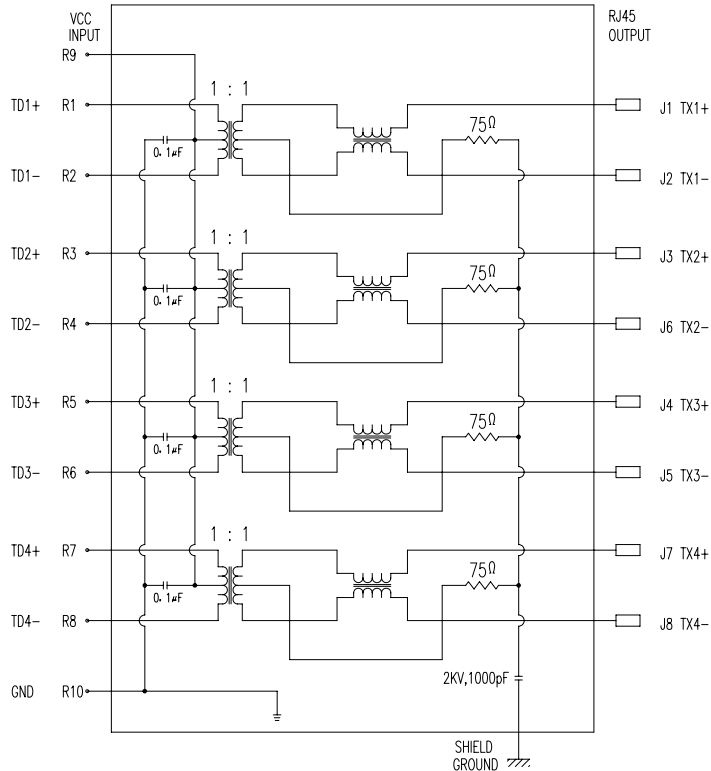 VCC
INPUT
RJ45
OUTPUT
R9
1 : 1
TD1+ R1
J1 TX1+
75Ω
0.1µF
TD1- R2
J2 TX1-
1 : 1
TD2+ R3
J3 TX2+
75Ω
0.1µF
TD2- R4
J6 TX2-
1 : 1
TD3+ R5
J4 TX3+
75Ω
0.1µF
TD3- R6
J5 TX3-
1 : 1
TD4+ R7
J7 TX4+
75Ω
0.1µF
TD4- R8
J8 TX4-
2KV,1000pF
GND R10
SHIELD
GROUND